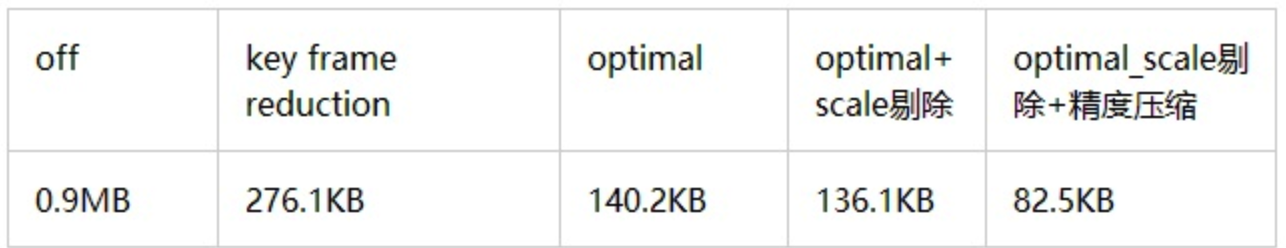 off
key frame
reduction
optimal
optimal+
scale剔除
optimal_scale剔
除+精度压缩
0.9MB
276.1KB
140.2KB
136.1KB
82.5KB